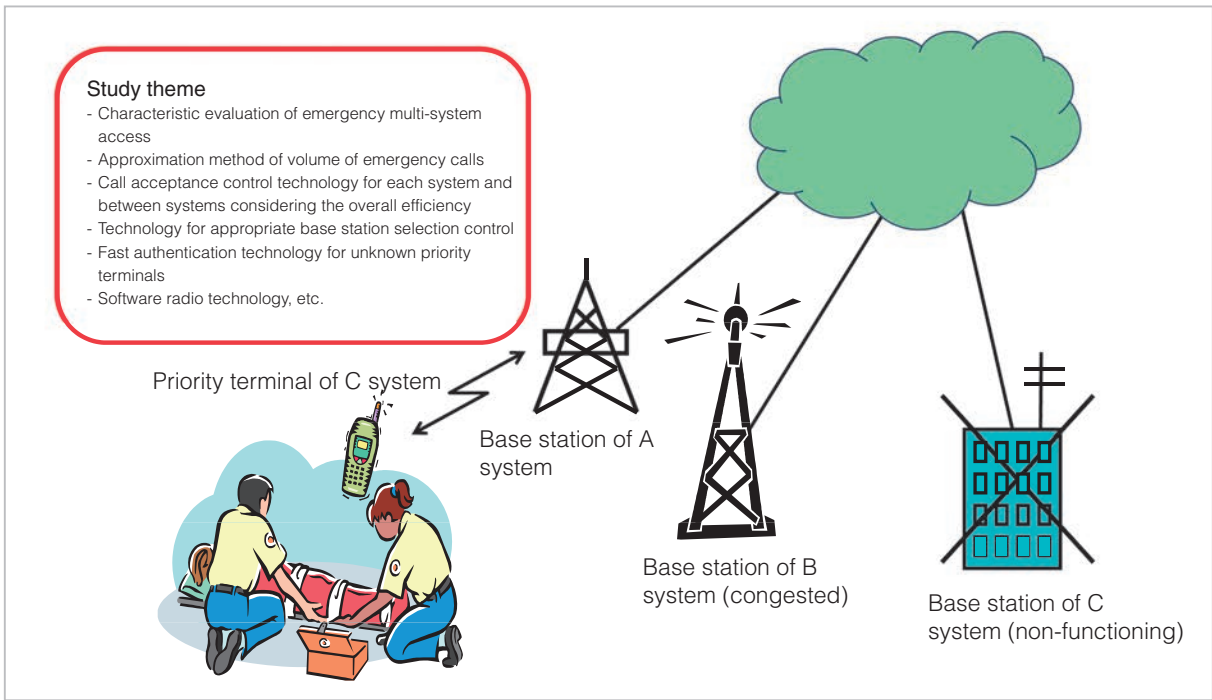 Study theme
- Characteristic evaluation of emergency multi-system
access
- Approximation method of volume of emergency calls
- Call acceptance control technology for each system and
between systems considering the overall efficiency
- Technology for appropriate base station selection control
- Fast authentication technology for unknown priority
terminals
- Software radio technology, etc.
Priority terminal of C system
Base station of A
system
Base station of B
system (congested)
Base station of C
system (non-functioning)